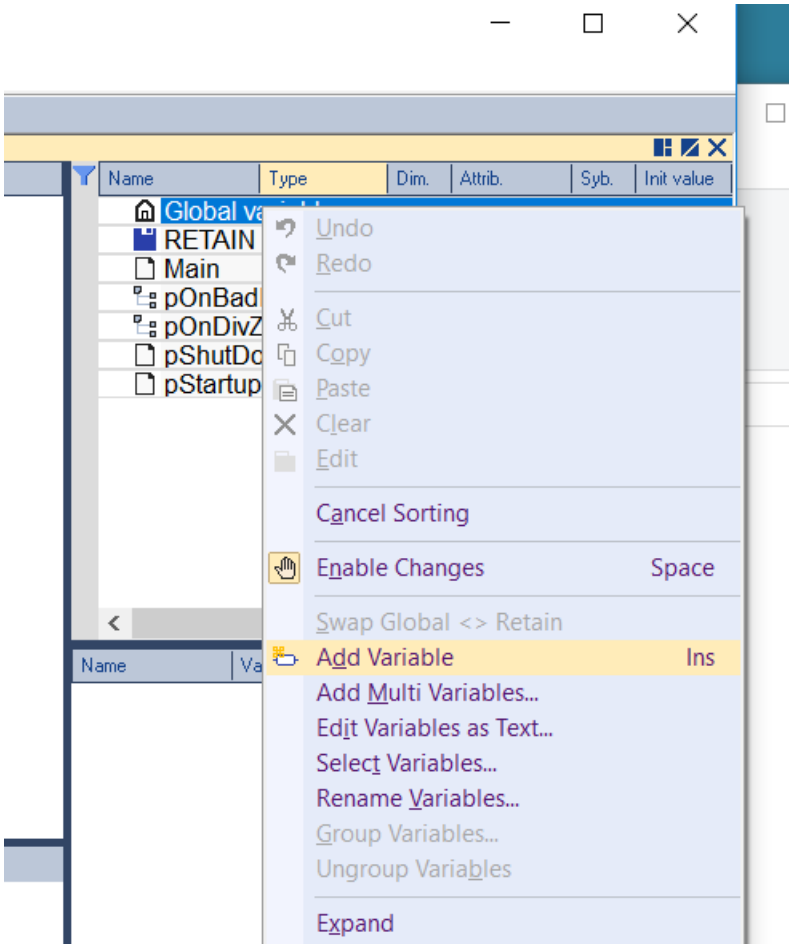 Name Type Dim. Attrib. Syb. Init value
Global
RETAIN
Main
pOnBad
pOnDivZ
pShutDo
pStartup
Undo
Redo
Cut
Copy
Paste
Clear
Edit
Cancel Sorting
Enable Changes Space
Swap Global <> Retain
Add Variable Ins
Add Multi Variables...
Edit Variables as Text...
Select Variables...
Rename Variables...
Group Variables...
Ungroup Variables
Expand
Name Va